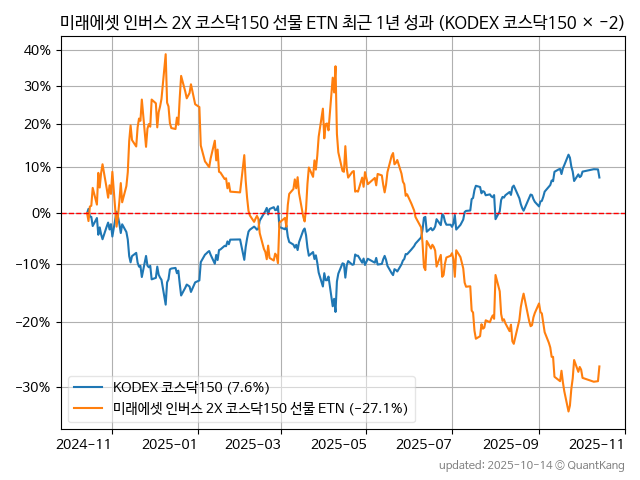 미래에셋 인버스 2X 코스닥150 선물 ETN 최근 1년 성과 (KODEX 코스닥150 × −2)
40%
30%
20%
10%
0%
−10%
−20%
−30%
KODEX 코스닥150 (7.6%)
미래에셋 인버스 2X 코스닥150 선물 ETN (−27.1%)
2024-11 2025-01 2025-03 2025-05 2025-07 2025-09 2025-11
updated: 2025-10-14 © QuantKang